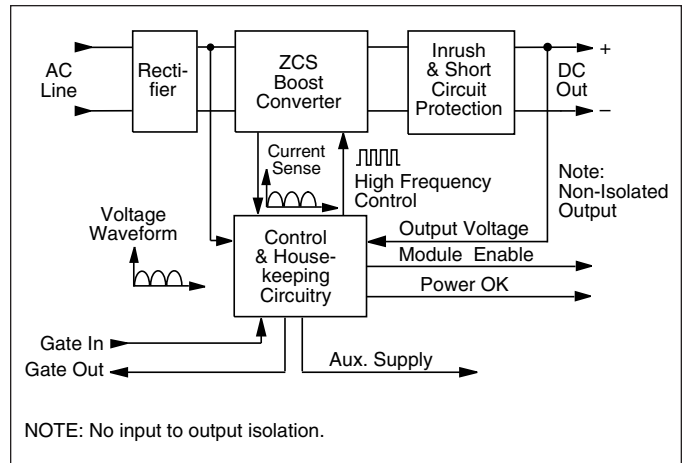 AC
Line
Recti-
fier
ZCS
Boost
Converter
Inrush
& Short
Circuit
Protection
+
DC
Out
–
Current
Sense
High Frequency
Control
Note:
Non-Isolated
Output
Voltage
Waveform
Control
& House-
keeping
Circuitry
Output Voltage
Module Enable
Power OK
Gate In
Gate Out
Aux. Supply
NOTE: No input to output isolation.